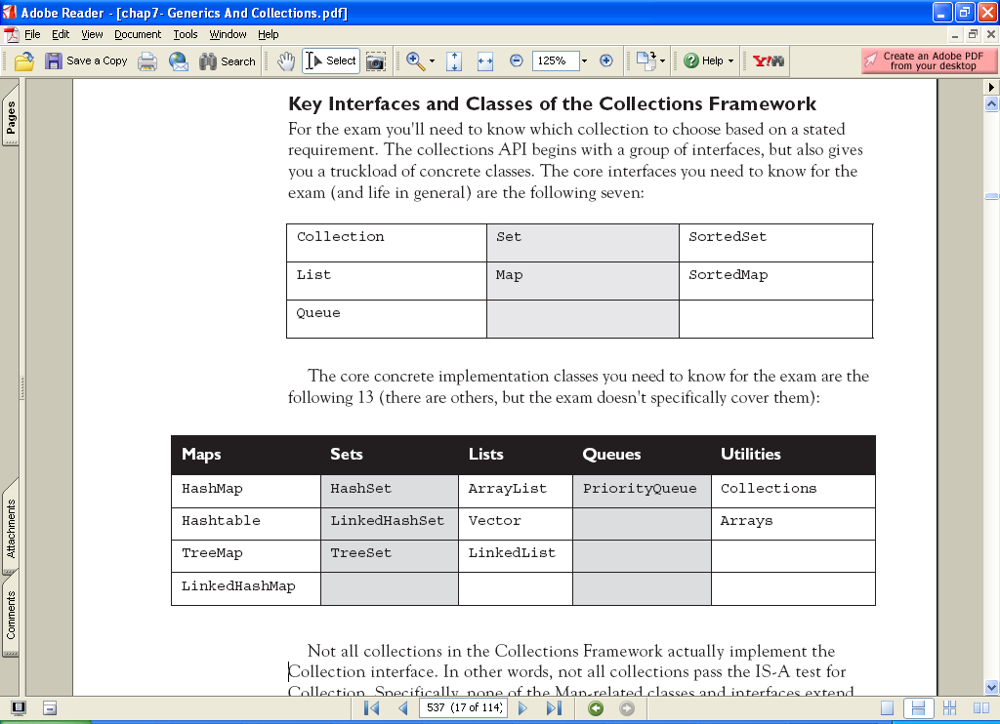 Adobe Reader - [chap7- Generics And Collections.pdf]
File Edit View Document Tools Window Help
Save a Copy Search Select 125% Help Y! Create an Adobe PDF
from your desktop
Pages
Key Interfaces and Classes of the Collections Framework
For the exam you'll need to know which collection to choose based on a stated
requirement. The collections API begins with a group of interfaces, but also gives
you a truckload of concrete classes. The core interfaces you need to know for the
exam (and life in general) are the following seven:
Collection Set SortedSet
List Map SortedMap
Queue
The core concrete implementation classes you need to know for the exam are the
following 13 (there are others, but the exam doesn't specifically cover them):
Maps Sets Lists Queues Utilities
HashMap HashSet ArrayList PriorityQueue Collections
Hashtable LinkedHashSet Vector Arrays
TreeMap TreeSet LinkedList
LinkedHashMap
Attachments
Comments
Not all collections in the Collections Framework actually implement the
Collection interface. In other words, not all collections pass the IS-A test for
Collection. Specifically, none of the Map-related classes and interfaces extend
537 (17 of 114)